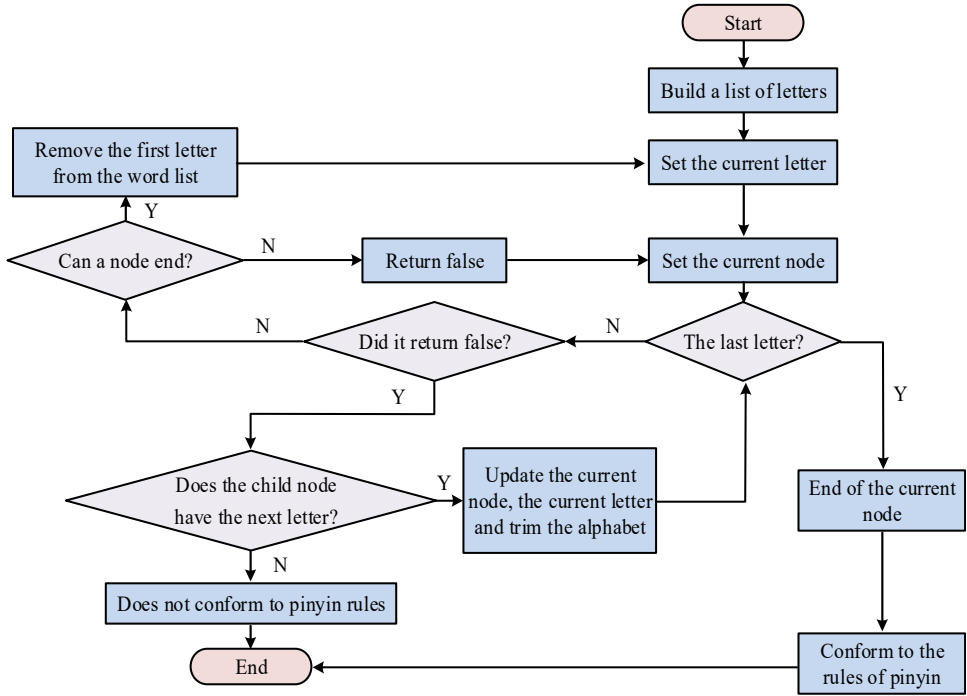 Start
Build a list of letters
Remove the first letter
from the word list
Set the current letter
Y
Can a node end?
N
Return false
Set the current node
N
Did it return false?
N
The last letter?
Y
Y
Does the child node
have the next letter?
Y
Update the current
node, the current letter
and trim the alphabet
End of the current
node
N
Does not conform to pinyin rules
End
Conform to the
rules of pinyin